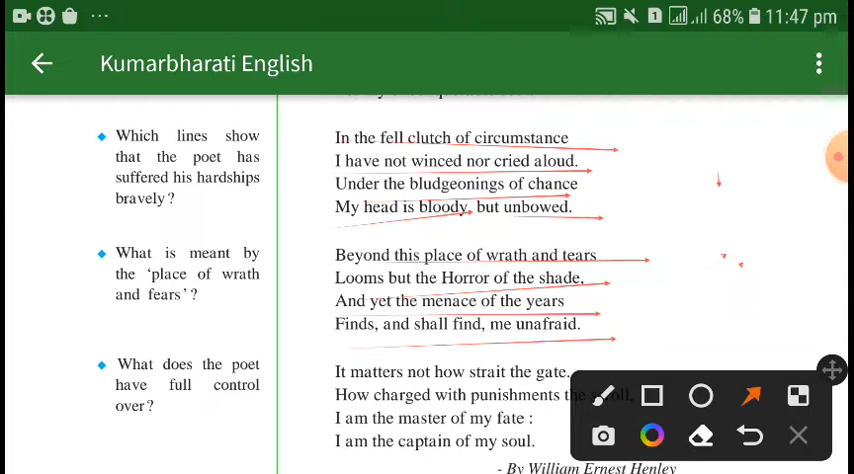 68% 11:47 pm
Kumarbharati English
Which lines show
that the poet has
suffered his hardships
bravely?
What is meant by
the ‘place of wrath
and fears’?
What does the poet
have full control
over?
In the fell clutch of circumstance
I have not winced nor cried aloud.
Under the bludgeonings of chance
My head is bloody, but unbowed.
Beyond this place of wrath and tears
Looms but the Horror of the shade,
And yet the menace of the years
Finds, and shall find, me unafraid.
It matters not how strait the gate.
How charged with punishments the scroll,
I am the master of my fate :
I am the captain of my soul.
- By William Ernest Henley